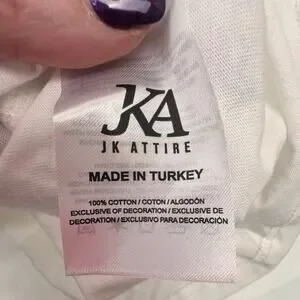 JKA
JK ATTIRE
MADE IN TURKEY
100% COTTON / COTON / ALGODÓN
EXCLUSIVE OF DECORATION / EXCLUSIVE DE
DECORATION / EXCLUSIVO PARA DECORACIÓN